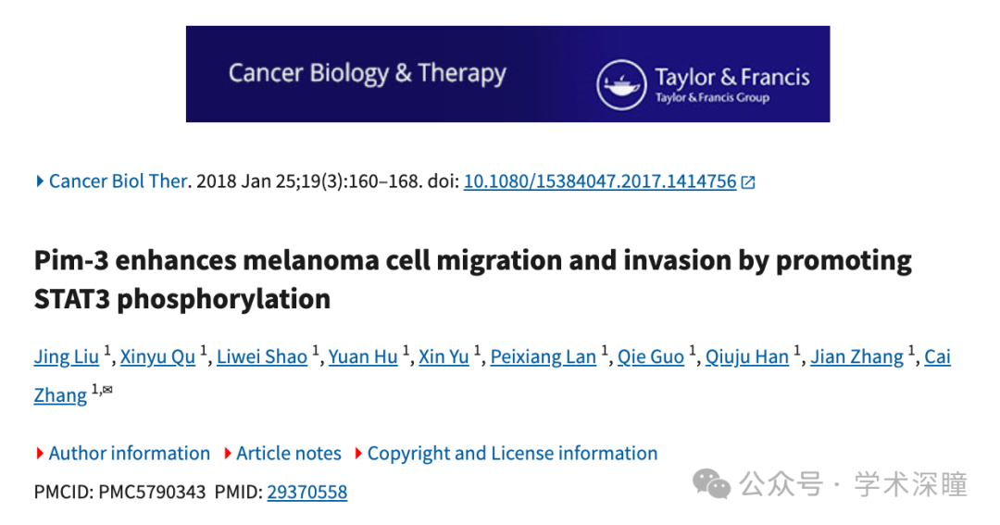 Cancer Biology & Therapy
Taylor & Francis
Taylor & Francis Group
Cancer Biol Ther. 2018 Jan 25;19(3):160–168. doi: 10.1080/15384047.2017.1414756
Pim-3 enhances melanoma cell migration and invasion by promoting
STAT3 phosphorylation
Jing Liu 1, Xinyu Qu 1, Liwei Shao 1, Yuan Hu 1, Xin Yu 1, Peixiang Lan 1, Qie Guo 1, Qiuju Han 1, Jian Zhang 1, Cai
Zhang 1,✉
Author information Article notes Copyright and License information
PMCID: PMC5790343 PMID: 29370558
公众号 · 学术深瞳